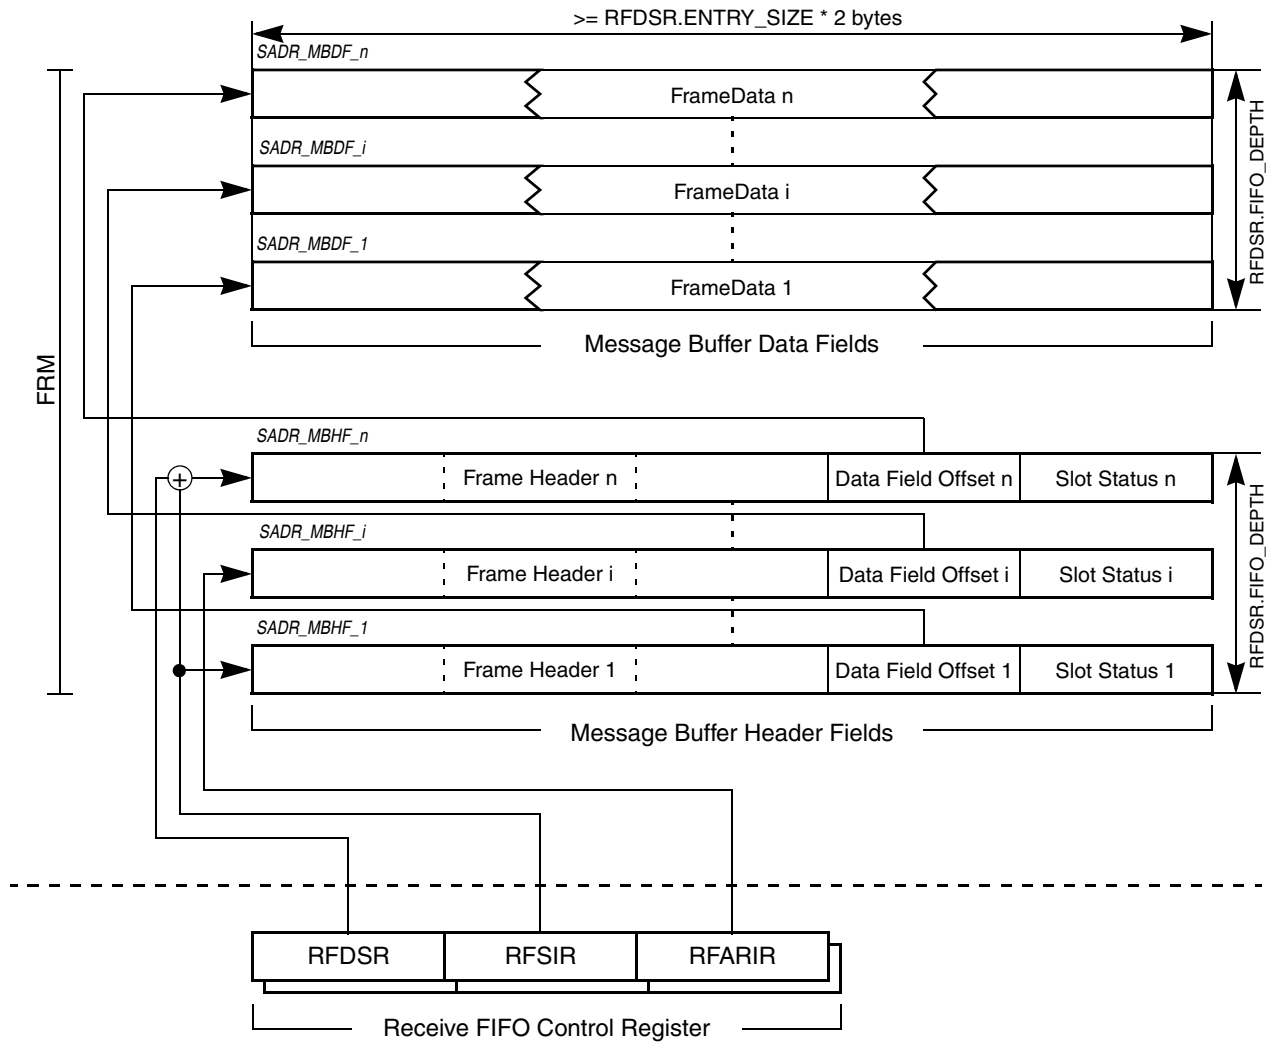 >= RFDSR.ENTRY_SIZE * 2 bytes
SADR_MBDF_n
FrameData n
SADR_MBDF_i
FrameData i
SADR_MBDF_1
FrameData 1
RFDSR.FIFO_DEPTH
Message Buffer Data Fields
FRM
SADR_MBHF_n
+
Frame Header n
Data Field Offset n
Slot Status n
SADR_MBHF_i
Frame Header i
Data Field Offset i
Slot Status i
SADR_MBHF_1
Frame Header 1
Data Field Offset 1
Slot Status 1
RFDSR.FIFO_DEPTH
Message Buffer Header Fields
RFDSR
RFSIR
RFARIR
Receive FIFO Control Register